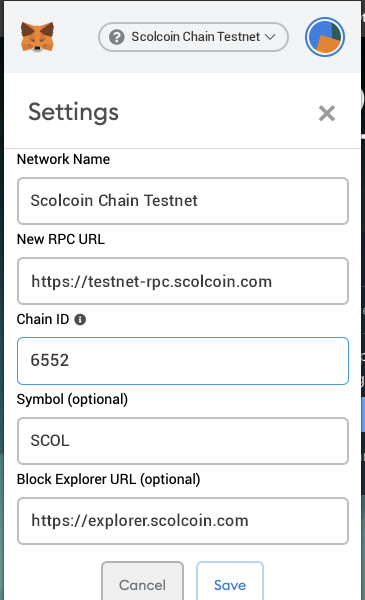 Scolcoin Chain Testnet
Settings
Network Name
Scolcoin Chain Testnet
New RPC URL
https://testnet-rpc.scolcoin.com
Chain ID
6552
Symbol (optional)
SCOL
Block Explorer URL (optional)
https://explorer.scolcoin.com
Cancel Save